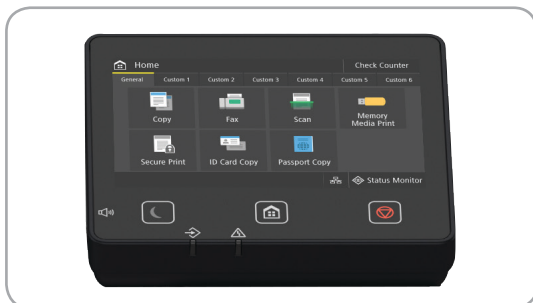 Home
Check Counter
General Custom 1 Custom 2 Custom 3 Custom 4 Custom 5 Custom 6
Copy
Fax
Scan
Memory
Media Print
Secure Print
ID Card Copy
Passport Copy
Status Monitor